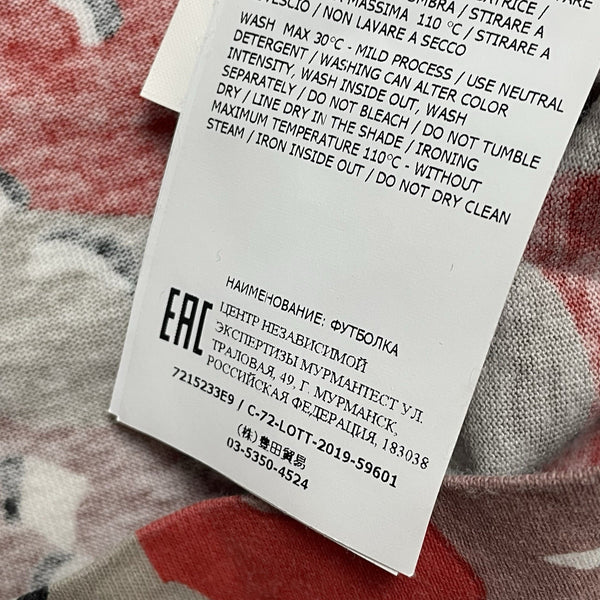 MASSIMA 110 °C / STIRARE A
/ NON LAVARE A SECCO
WASH MAX 30°C - MILD PROCESS / USE NEUTRAL
DETERGENT / WASHING CAN ALTER COLOR
INTENSITY, WASH INSIDE OUT, WASH
SEPARATELY / DO NOT BLEACH / DO NOT TUMBLE
DRY / LINE DRY IN THE SHADE / IRONING
MAXIMUM TEMPERATURE 110°C - WITHOUT
STEAM / IRON INSIDE OUT / DO NOT DRY CLEAN
НАИМЕНОВАНИЕ: ФУТБОЛКА
EAC
ЦЕНТР НЕЗАВИСИМОЙ
ЭКСПЕРТИЗЫ МУРМАНТЕСТ УЛ.
ТРАЛОВАЯ, 49, Г. МУРМАНСК,
РОССИЙСКАЯ ФЕДЕРАЦИЯ, 183038
7215233E9 / C-72-LOTT-2019-59601
(株)豊田貿易
03-5350-4524